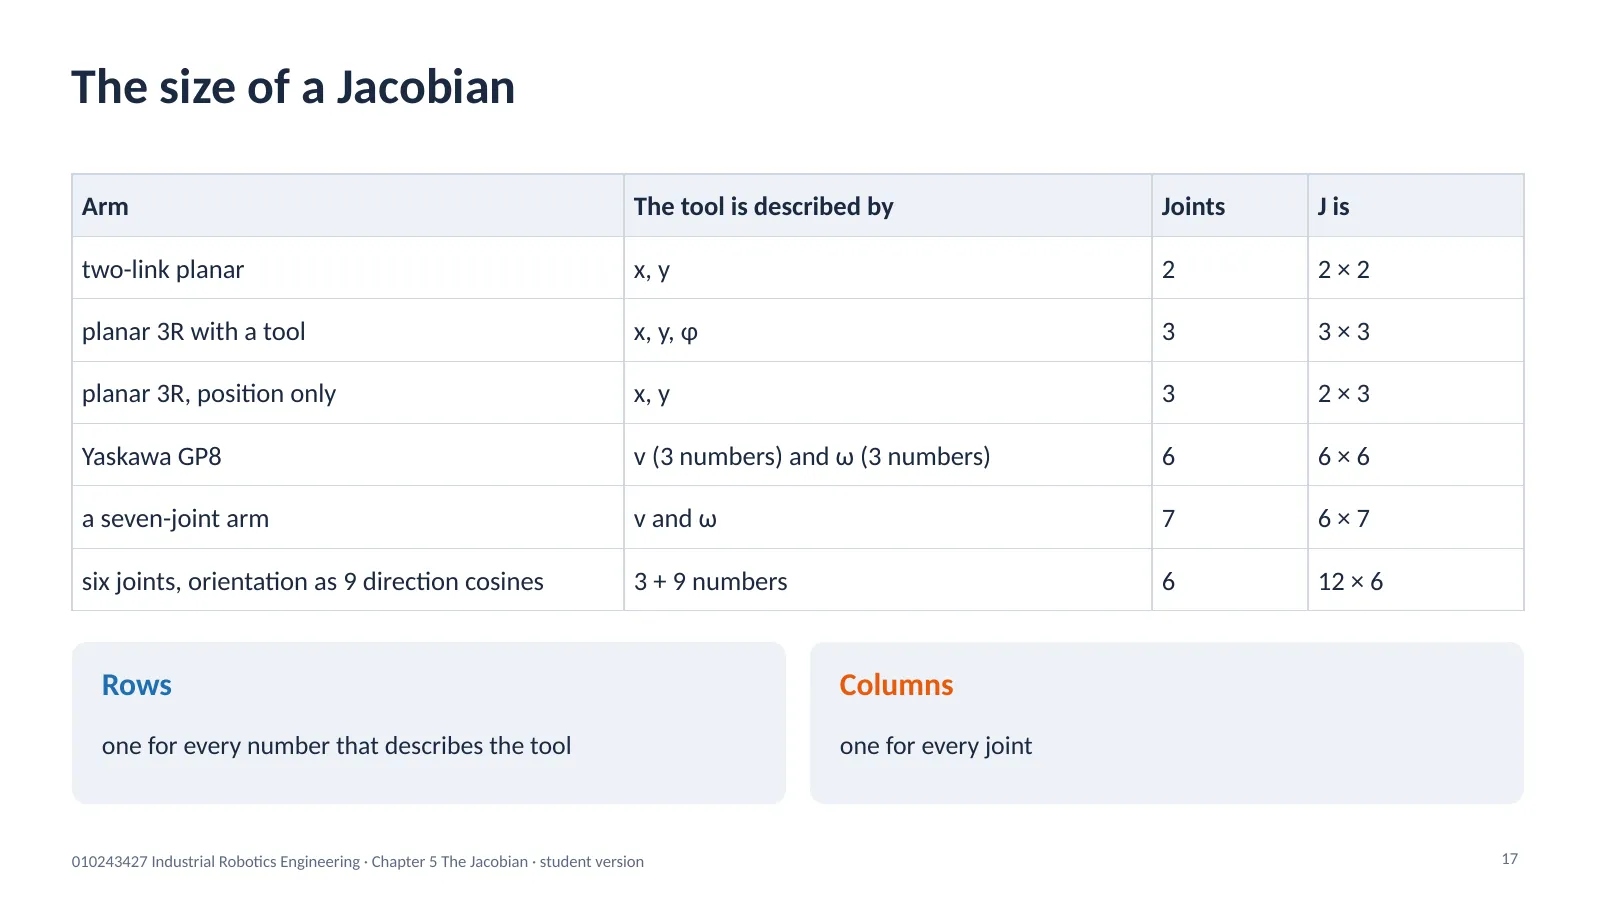 The size of a Jacobian
Arm The tool is described by Joints J is
two-link planar x, y 2 2 × 2
planar 3R with a tool x, y, φ 3 3 × 3
planar 3R, position only x, y 3 2 × 3
Yaskawa GP8 v (3 numbers) and ω (3 numbers) 6 6 × 6
a seven-joint arm v and ω 7 6 × 7
six joints, orientation as 9 direction cosines 3 + 9 numbers 6 12 × 6
Rows
one for every number that describes the tool
Columns
one for every joint
010243427 Industrial Robotics Engineering · Chapter 5 The Jacobian · student version
17